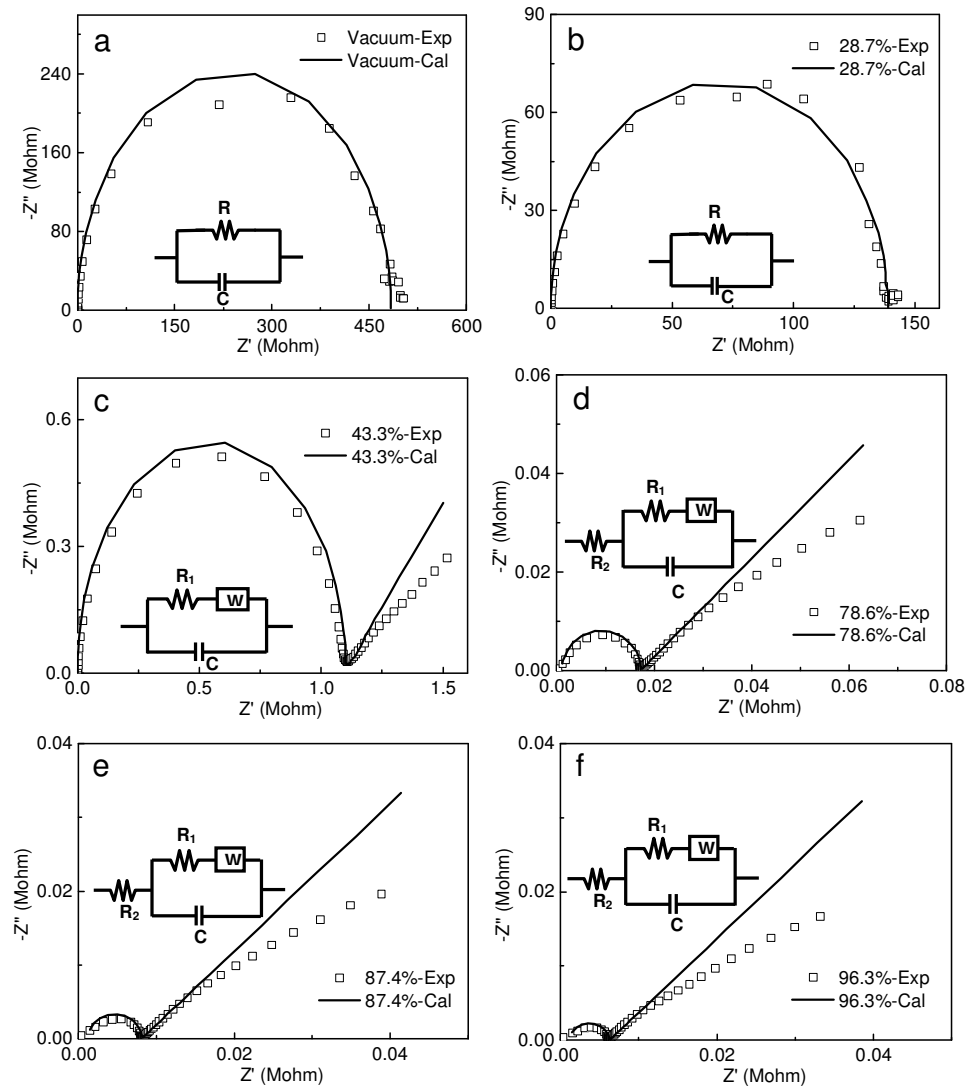 a
Vacuum-Exp
Vacuum-Cal
-Z" (Mohm)
240
160
80
0
R
C
0 150 300 450 600
Z' (Mohm)
b
28.7%-Exp
28.7%-Cal
-Z" (Mohm)
90
60
30
0
R
C
0 50 100 150
Z' (Mohm)
c
43.3%-Exp
43.3%-Cal
-Z" (Mohm)
0.6
0.3
0.0
R1
W
C
0.0 0.5 1.0 1.5
Z' (Mohm)
d
-Z" (Mohm)
0.06
0.04
0.02
0.00
R1
W
R2
C
78.6%-Exp
78.6%-Cal
0.00 0.02 0.04 0.06 0.08
Z' (Mohm)
e
-Z" (Mohm)
0.04
0.02
0.00
R1
W
R2
C
87.4%-Exp
87.4%-Cal
0.00 0.02 0.04
Z' (Mohm)
f
-Z" (Mohm)
0.04
0.02
0.00
R1
W
R2
C
96.3%-Exp
96.3%-Cal
0.00 0.02 0.04
Z' (Mohm)